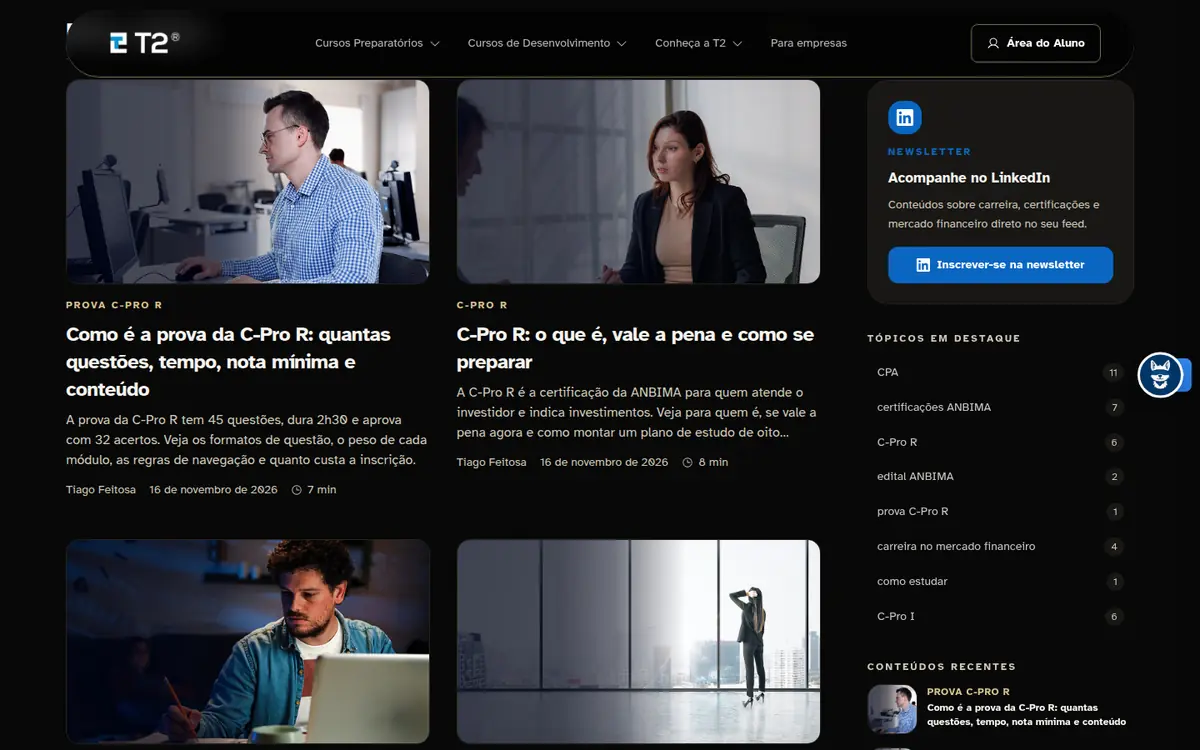 T2®
Cursos Preparatórios
Cursos de Desenvolvimento
Conheça a T2
Para empresas
Área do Aluno
PROVA C-PRO R
Como é a prova da C-Pro R: quantas
questões, tempo, nota mínima e
conteúdo
A prova da C-Pro R tem 45 questões, dura 2h30 e aprova
com 32 acertos. Veja os formatos de questão, o peso de cada
módulo, as regras de navegação e quanto custa a inscrição.
Tiago Feitosa 16 de novembro de 2026 7 min
C-PRO R
C-Pro R: o que é, vale a pena e como se
preparar
A C-Pro R é a certificação da ANBIMA para quem atende o
investidor e indica investimentos. Veja para quem é, se vale a
pena agora e como montar um plano de estudo de oito...
Tiago Feitosa 16 de novembro de 2026 8 min
in
NEWSLETTER
Acompanhe no LinkedIn
Conteúdos sobre carreira, certificações e
mercado financeiro direto no seu feed.
in Inscrever-se na newsletter
TÓPICOS EM DESTAQUE
CPA 11
certificações ANBIMA 7
C-Pro R 6
edital ANBIMA 2
prova C-Pro R 1
carreira no mercado financeiro 4
como estudar 1
C-Pro I 6
CONTEÚDOS RECENTES
PROVA C-PRO R
Como é a prova da C-Pro R: quantas
questões, tempo, nota mínima e conteúdo